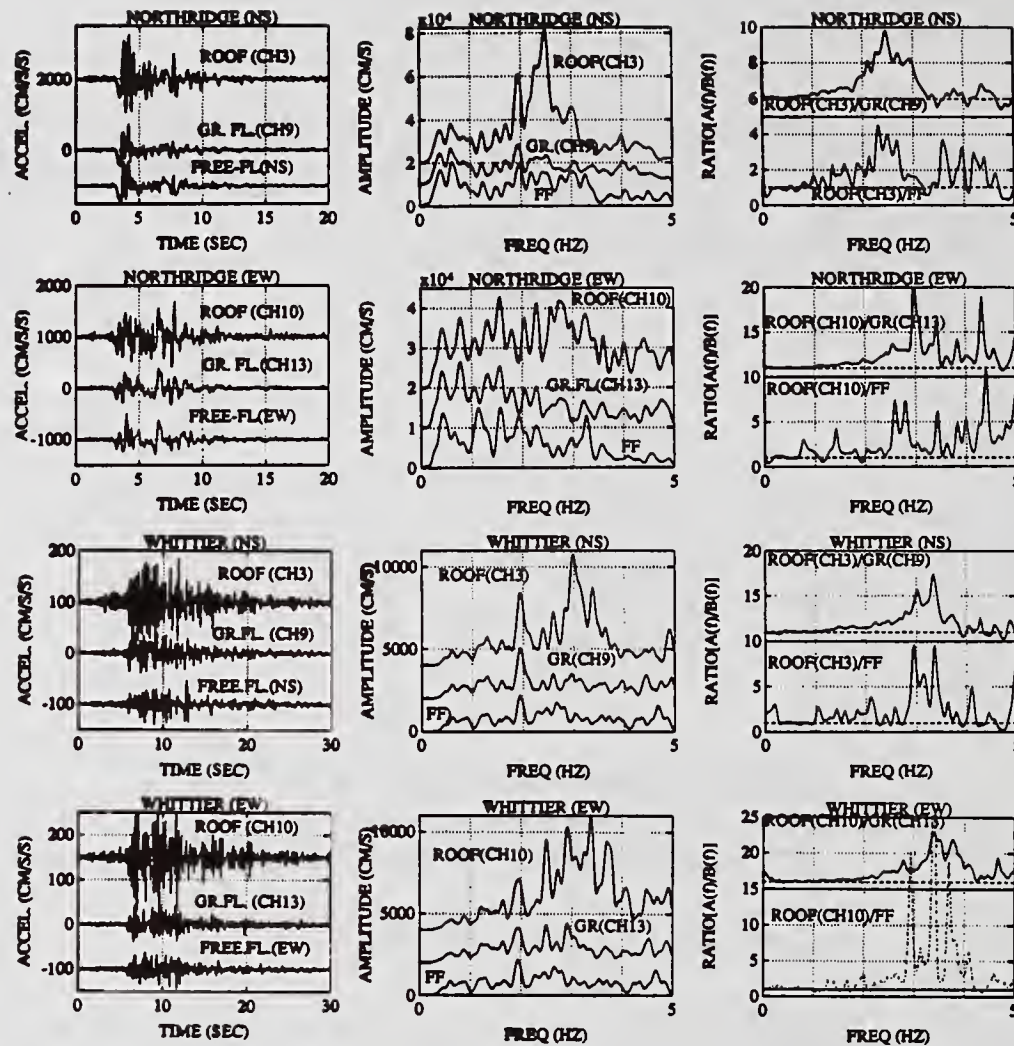 NORTHRIDGE (NS)
ACCEL. (CM/S/S)
2000
0
ROOF (CH3)
GR. FL.(CH9)
FREE-FL(NS)
0 5 10 15 20
TIME (SEC)
x10⁴ NORTHRIDGE (NS)
AMPLITUDE (CM/S)
8
6
4
2
0
ROOF(CH3)
GR.(CH9)
FF
0 5
FREQ (HZ)
NORTHRIDGE (NS)
RATIO[A(f)/B(f)]
10
8
6
4
2
0
ROOF(CH3)/GR(CH9)
ROOF(CH3)/FF
0 5
FREQ (HZ)
NORTHRIDGE (EW)
ACCEL. (CM/S/S)
2000
1000
0
-1000
ROOF (CH10)
GR. FL.(CH13)
FREE-FL(EW)
0 5 10 15 20
TIME (SEC)
x10⁴ NORTHRIDGE (EW)
AMPLITUDE (CM/S)
4
3
2
1
0
ROOF(CH10)
GR.FL(CH13)
FF
0 5
FREQ (HZ)
NORTHRIDGE (EW)
RATIO[A(f)/B(f)]
20
15
10
5
0
ROOF(CH10)/GR(CH13)
ROOF(CH10)/FF
0 5
FREQ (HZ)
WHITTIER (NS)
ACCEL. (CM/S/S)
200
100
0
-100
ROOF (CH3)
GR.FL. (CH9)
FREE.FL.(NS)
0 10 20 30
TIME (SEC)
WHITTIER (NS)
AMPLITUDE (CM/S)
10000
5000
0
ROOF(CH3)
GR(CH9)
FF
0 5
FREQ (HZ)
WHITTIER (NS)
RATIO[A(f)/B(f)]
20
15
10
5
0
ROOF(CH3)/GR(CH9)
ROOF(CH3)/FF
0 5
FREQ (HZ)
WHITTIER (EW)
ACCEL. (CM/S/S)
200
100
0
-100
ROOF (CH10)
GR.FL. (CH13)
FREE.FL.(EW)
0 10 20 30
TIME (SEC)
WHITTIER (EW)
AMPLITUDE (CM/S)
10000
5000
0
ROOF(CH10)
GR(CH13)
FF
0 5
FREQ (HZ)
WHITTIER (EW)
RATIO[A(f)/B(f)]
25
20
15
10
5
0
ROOF(CH10)/GR(CH13)
ROOF(CH10)/FF
0 5
FREQ (HZ)